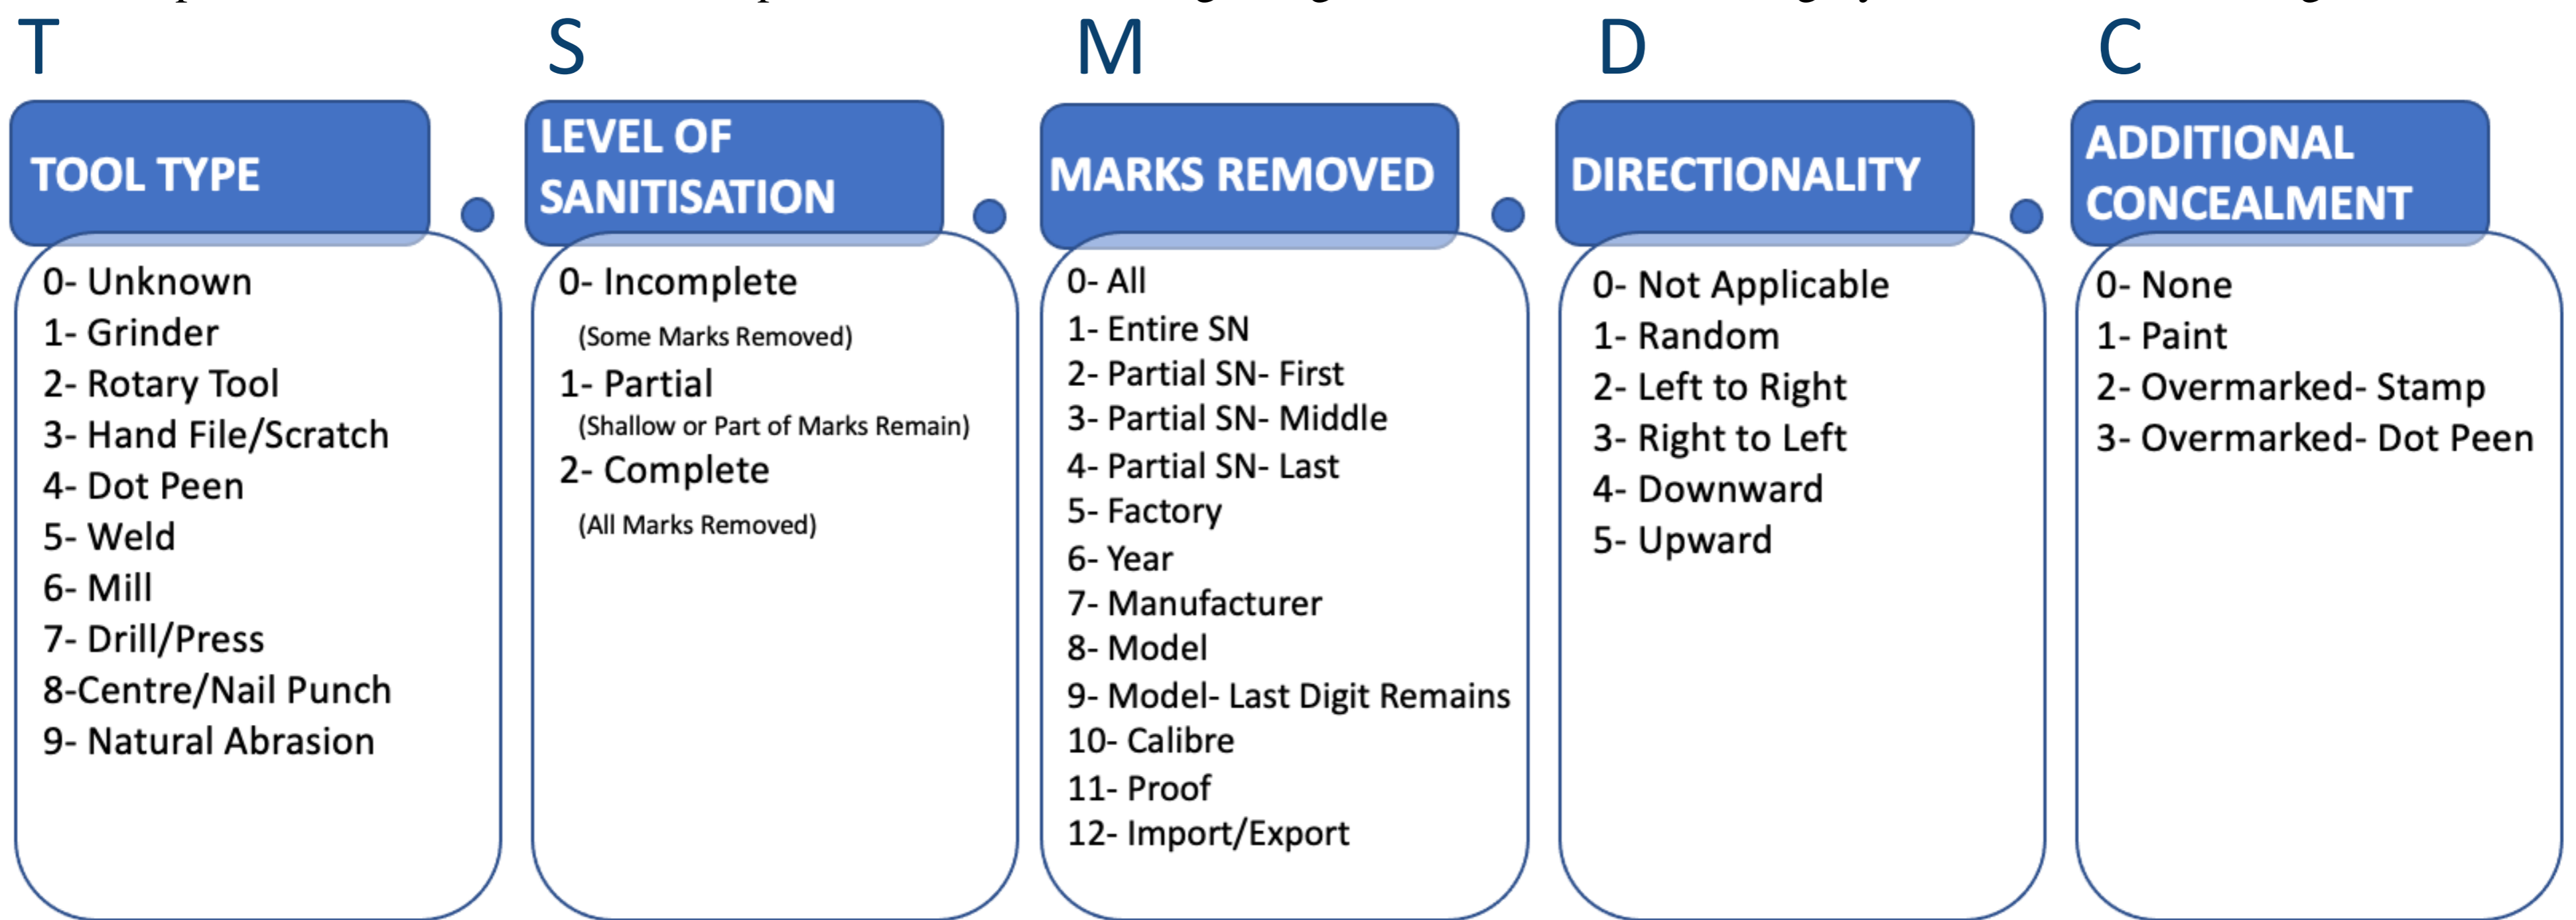 T
S
M
D
C
TOOL TYPE
0- Unknown
1- Grinder
2- Rotary Tool
3- Hand File/Scratch
4- Dot Peen
5- Weld
6- Mill
7- Drill/Press
8-Centre/Nail Punch
9- Natural Abrasion
LEVEL OF
SANITISATION
0- Incomplete
(Some Marks Removed)
1- Partial
(Shallow or Part of Marks Remain)
2- Complete
(All Marks Removed)
MARKS REMOVED
0- All
1- Entire SN
2- Partial SN- First
3- Partial SN- Middle
4- Partial SN- Last
5- Factory
6- Year
7- Manufacturer
8- Model
9- Model- Last Digit Remains
10- Calibre
11- Proof
12- Import/Export
DIRECTIONALITY
0- Not Applicable
1- Random
2- Left to Right
3- Right to Left
4- Downward
5- Upward
ADDITIONAL
CONCEALMENT
0- None
1- Paint
2- Overmarked- Stamp
3- Overmarked- Dot Peen